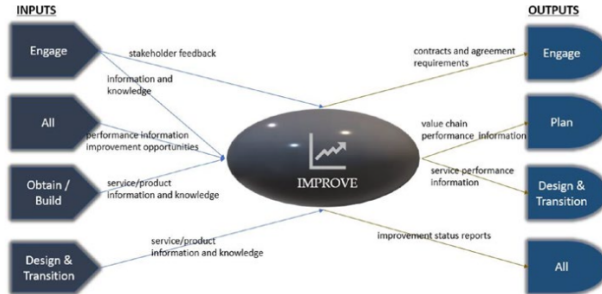 INPUTS
OUTPUTS
Engage
stakeholder feedback
contracts and agreement
requirements
Engage
information and
knowledge
All
performance information
improvement opportunities
IMPROVE
value chain
performance information
Plan
Obtain /
Build
service/product
information and knowledge
service performance
information
Design &
Transition
Design &
Transition
service/product
information and knowledge
improvement status reports
All